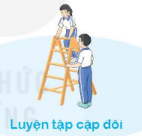 Luyện tập cặp đôi